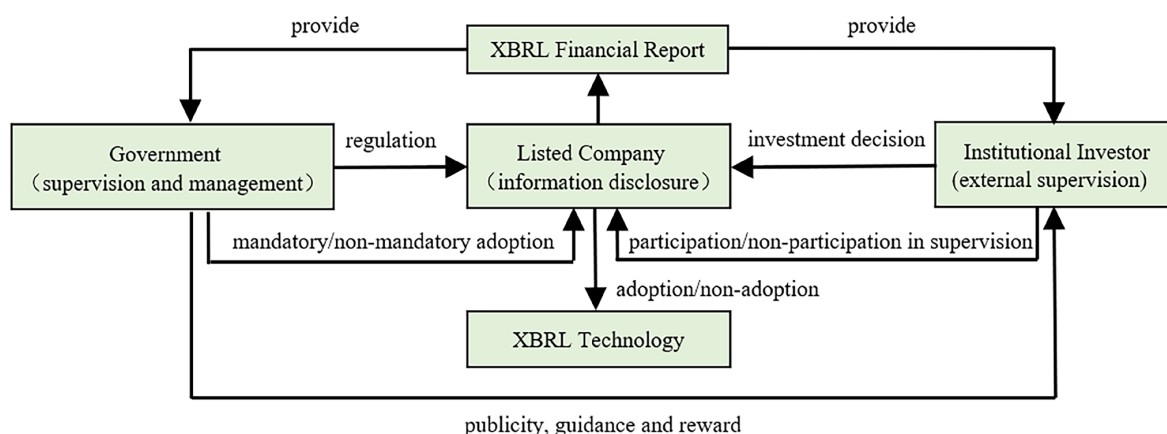 provide
XBRL Financial Report
provide
Government
（supervision and management）
regulation
Listed Company
（information disclosure）
investment decision
Institutional Investor
(external supervision)
mandatory/non-mandatory adoption
participation/non-participation in supervision
adoption/non-adoption
XBRL Technology
publicity, guidance and reward